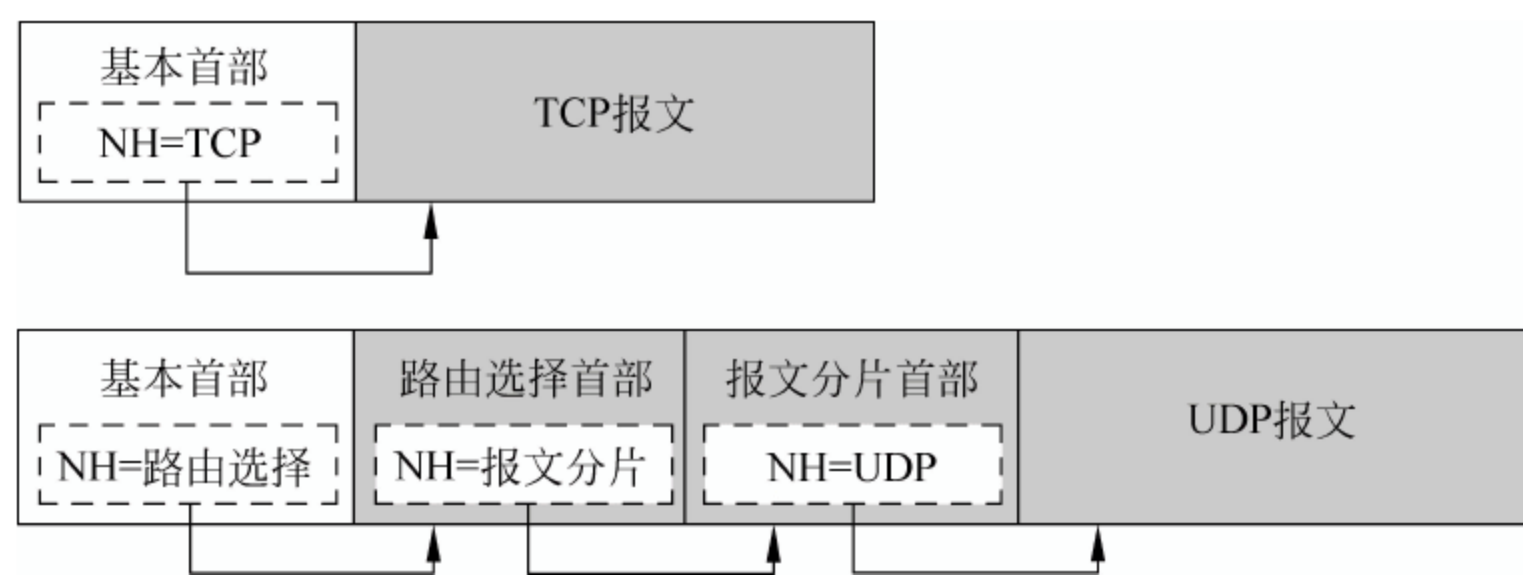 基本首部
NH=TCP
TCP报文
基本首部
NH=路由选择
路由选择首部
NH=报文分片
报文分片首部
NH=UDP
UDP报文